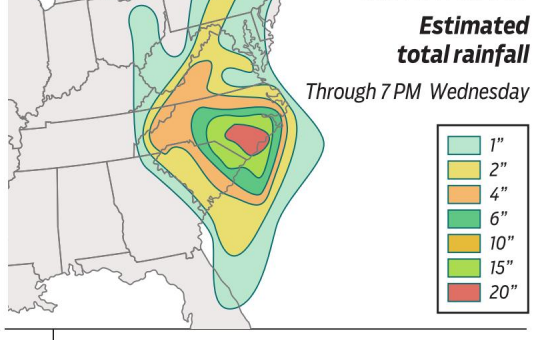 Estimated
total rainfall
Through 7 PM Wednesday
1”
2”
4”
6”
10”
15”
20”